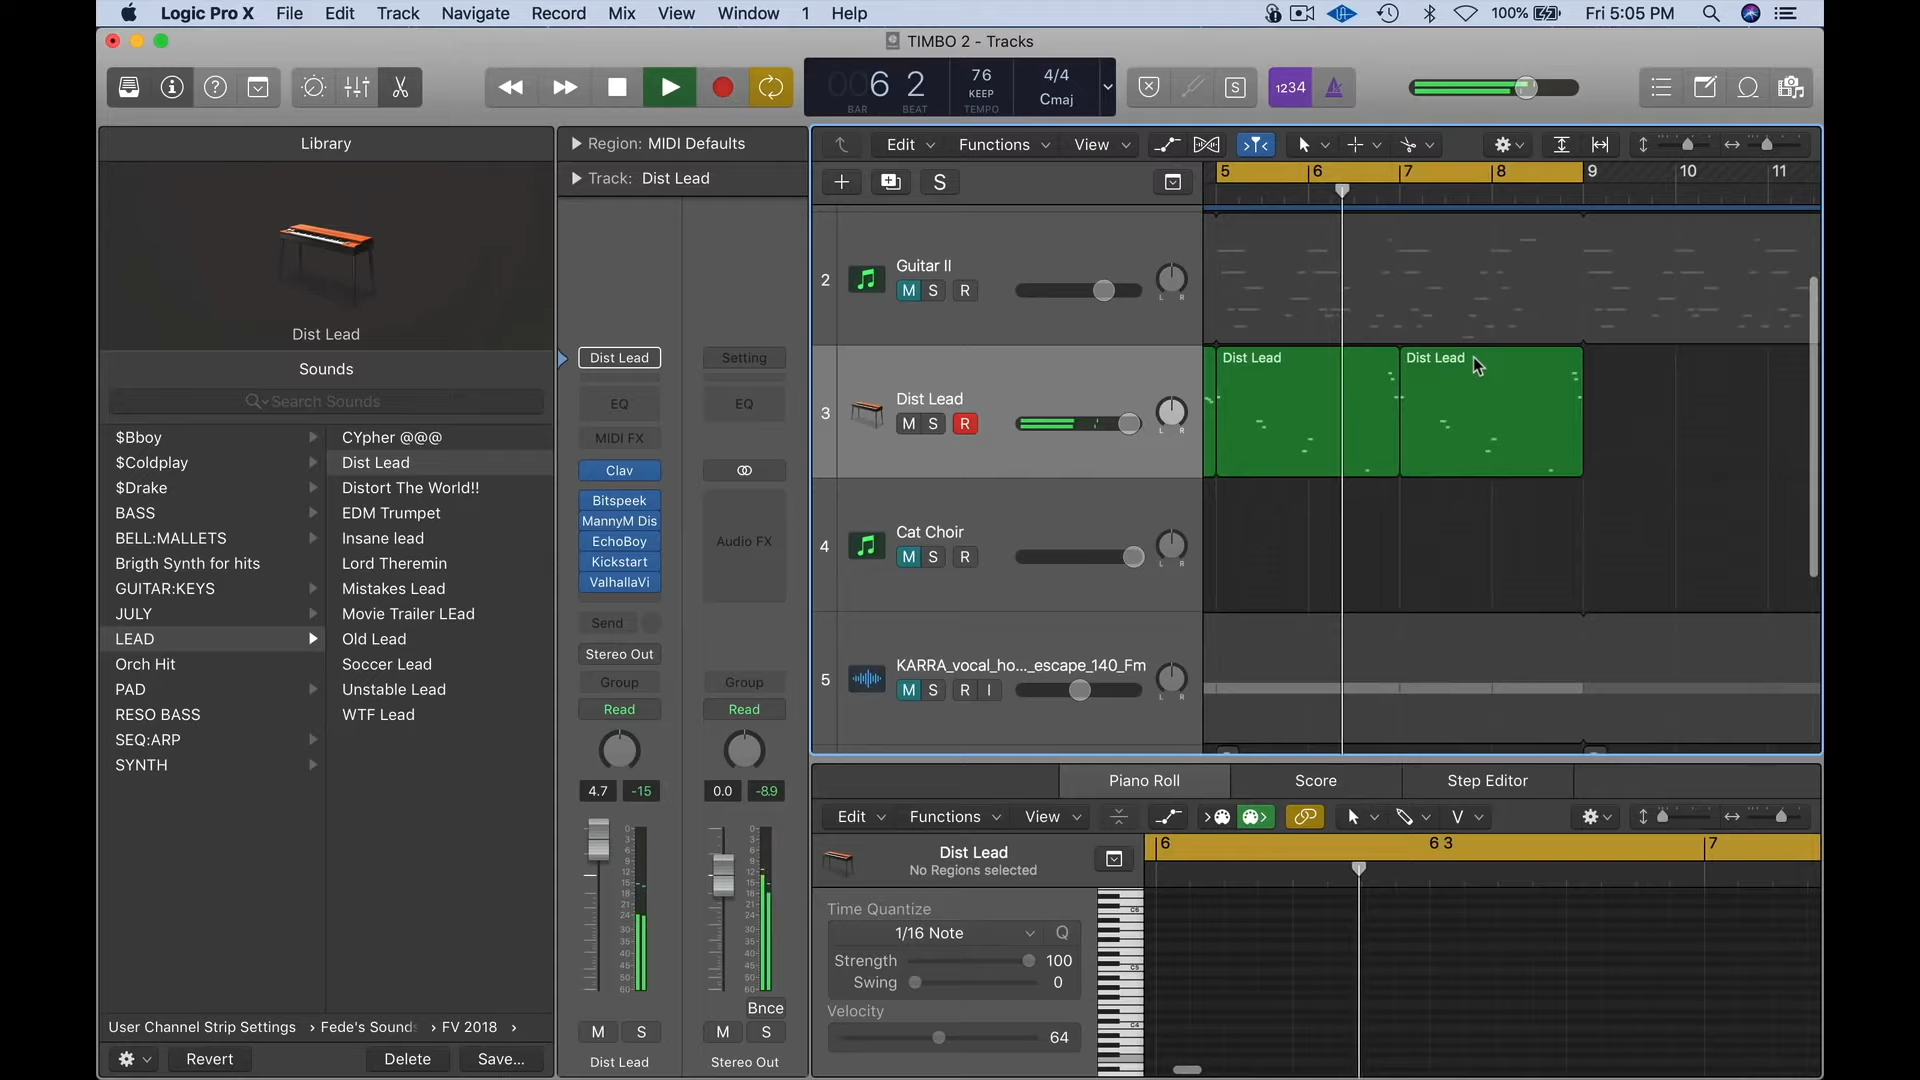 Logic Pro X File Edit Track Navigate Record Mix View Window 1 Help 100% Fri 5:05 PM
TIMBO 2 - Tracks
6 2 76 KEEP 4/4 Cmaj
BAR BEAT TEMPO
S 1234
Library
Dist Lead
Sounds
Search Sounds
$Bboy
$Coldplay
$Drake
BASS
BELL:MALLETS
Brigth Synth for hits
GUITAR:KEYS
JULY
LEAD
Orch Hit
PAD
RESO BASS
SEQ:ARP
SYNTH
CYpher @@@
Dist Lead
Distort The World!!
EDM Trumpet
Insane lead
Lord Theremin
Mistakes Lead
Movie Trailer LEad
Old Lead
Soccer Lead
Unstable Lead
WTF Lead
User Channel Strip Settings › Fede's Sounds › FV 2018 ›
Revert Delete Save...
Region: MIDI Defaults
Track: Dist Lead
Dist Lead Setting
EQ EQ
MIDI FX
Clav
Bitspeek
MannyM Dis
EchoBoy
Kickstart
ValhallaVi
Audio FX
Send
Stereo Out
Group Group
Read Read
4.7 -15 0.0 -8.9
Bnce
M S M S
Dist Lead Stereo Out
Edit Functions View
S
5 6 7 8 9 10 11
2 Guitar II
M S R
L R
3 Dist Lead
M S R
L R
Dist Lead Dist Lead
4 Cat Choir
M S R
L R
5 KARRA_vocal_ho..._escape_140_Fm
M S R I
L R
Piano Roll Score Step Editor
Edit Functions View V
Dist Lead
No Regions selected
6 6 3 7
Time Quantize
1/16 Note Q
Strength 100
Swing 0
Velocity
64
C6
C5
C4